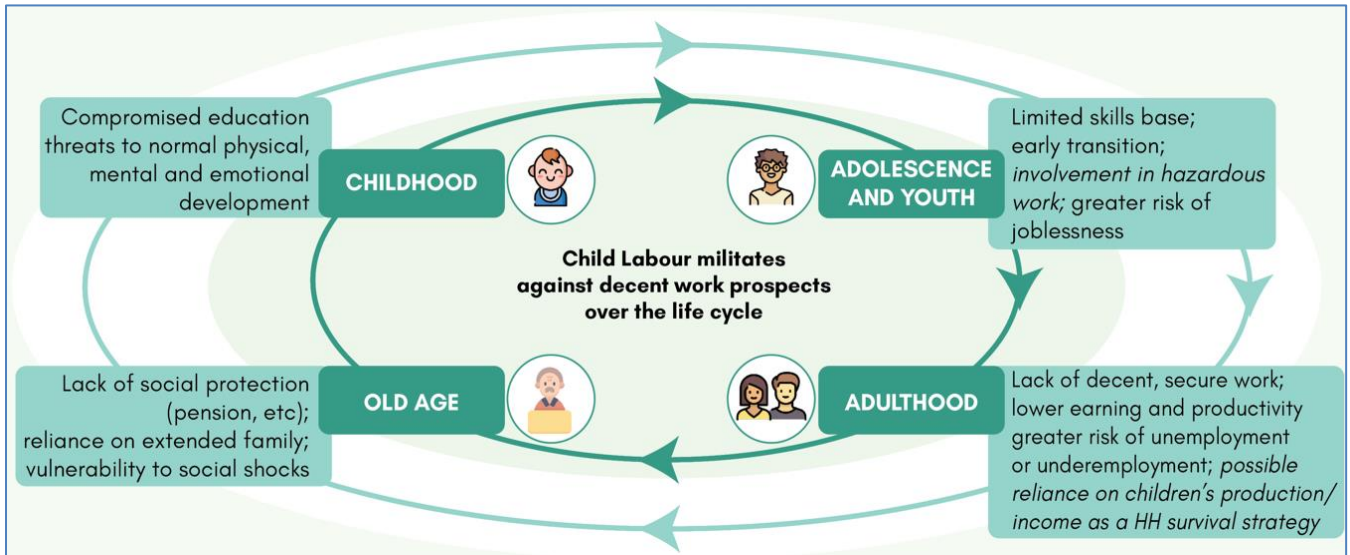 Compromised education
threats to normal physical,
mental and emotional
development
CHILDHOOD
ADOLESCENCE
AND YOUTH
Limited skills base;
early transition;
involvement in hazardous
work; greater risk of
joblessness
Child Labour militates
against decent work prospects
over the life cycle
Lack of social protection
(pension, etc);
reliance on extended family;
vulnerability to social shocks
OLD AGE
ADULTHOOD
Lack of decent, secure work;
lower earning and productivity
greater risk of unemployment
or underemployment; possible
reliance on children's production/
income as a HH survival strategy